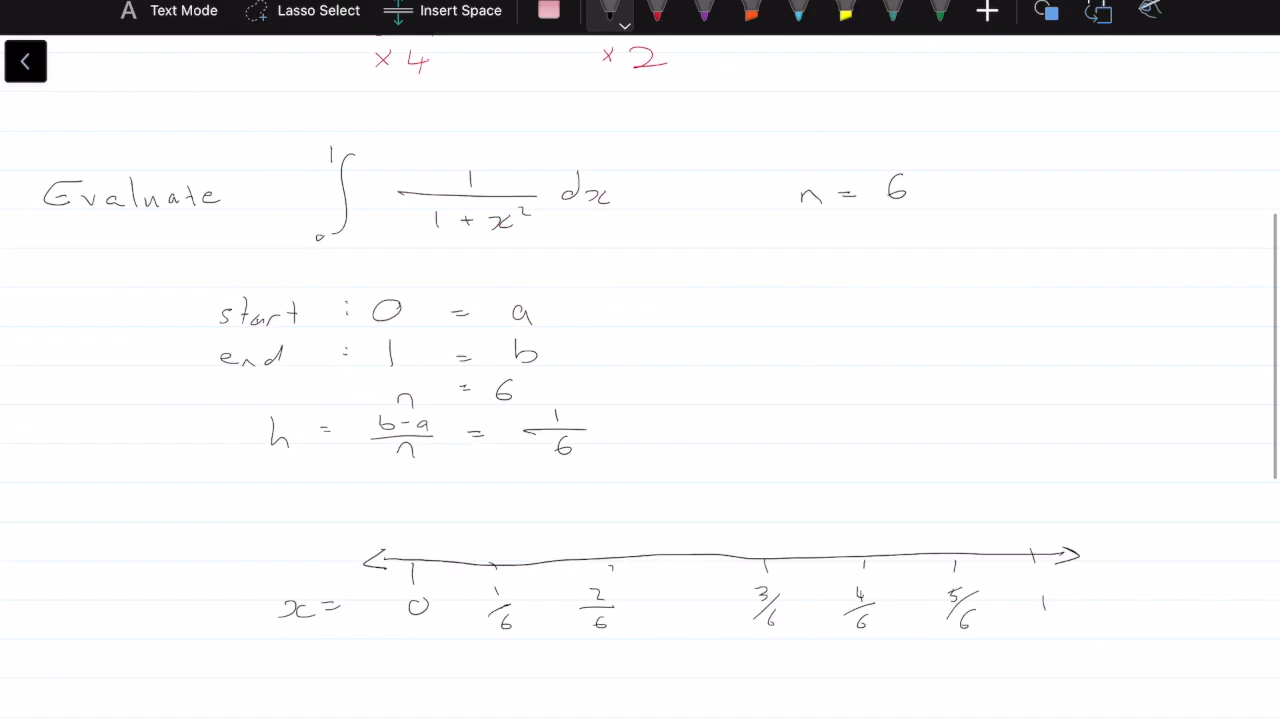 Text Mode Lasso Select Insert Space
× 4 × 2
Evaluate ∫₀¹ 1/(1 + x²) dx n = 6
start : 0 = a
end : 1 = b
n = 6
h = (b-a)/n = 1/6
x = 0 1/6 2/6 3/6 4/6 5/6 1